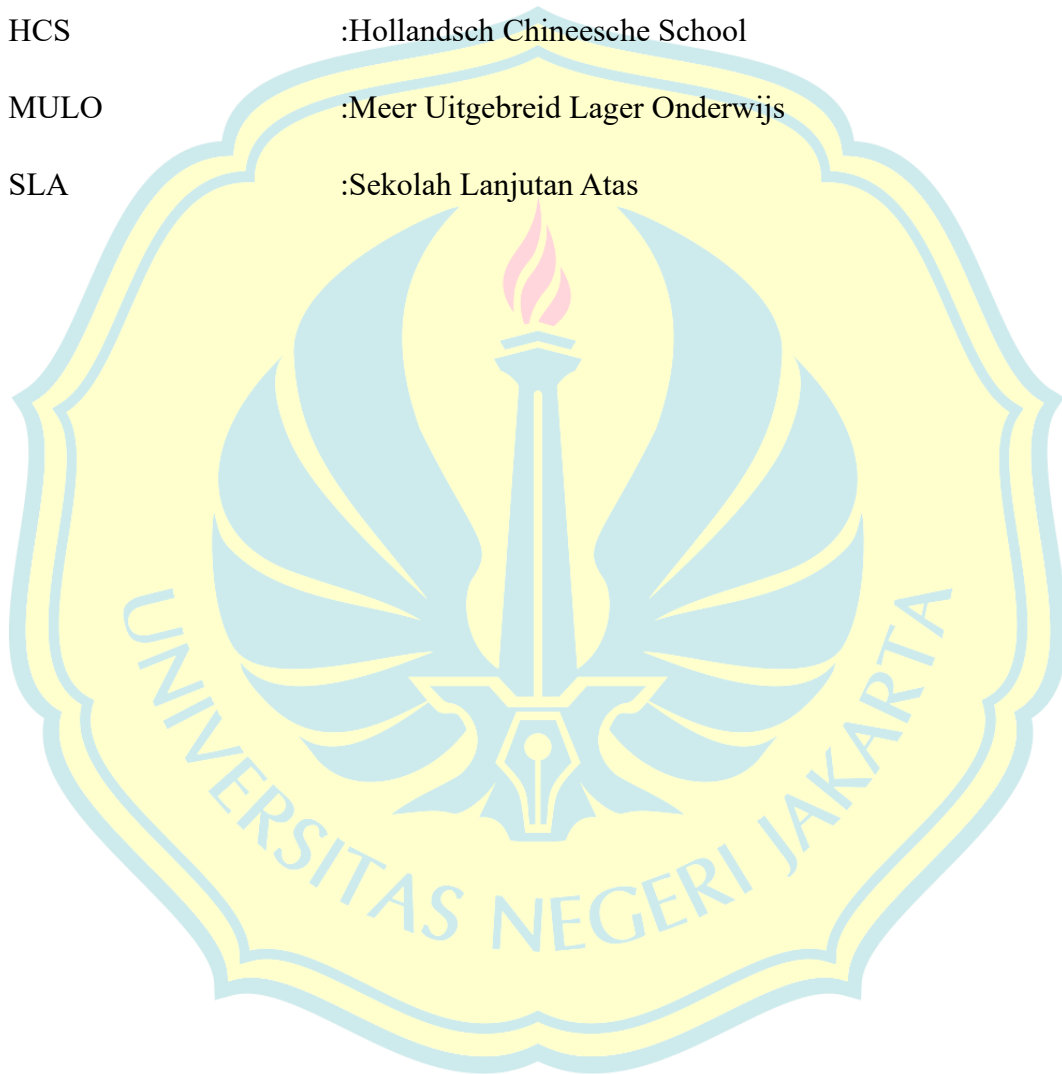 HCS :Hollandsch Chineesche School
MULO :Meer Uitgebreid Lager Onderwijs
SLA :Sekolah Lanjutan Atas
UNIVERSITAS NEGERI JAKARTA